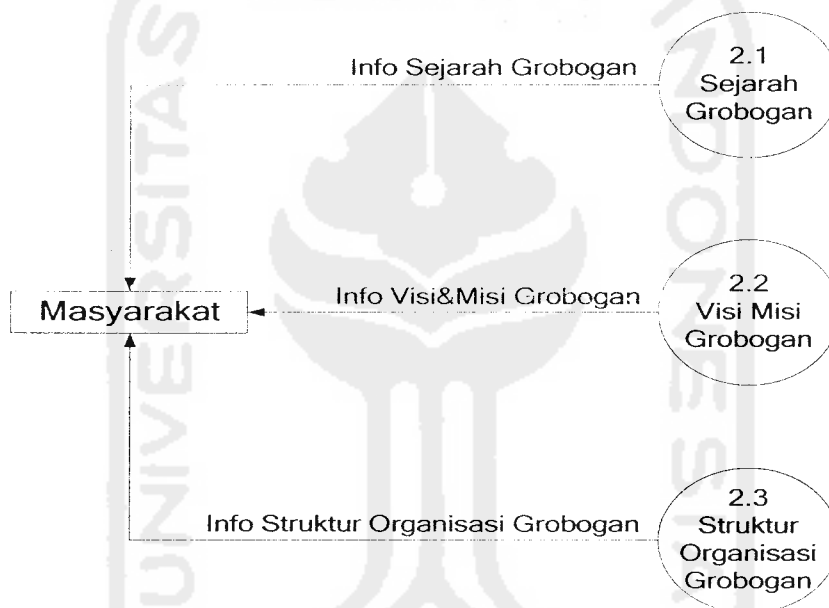 Info Sejarah Grobogan
2.1
Sejarah
Grobogan
Masyarakat
Info Visi&Misi Grobogan
2.2
Visi Misi
Grobogan
Info Struktur Organisasi Grobogan
2.3
Struktur
Organisasi
Grobogan
UNIVERSITAS